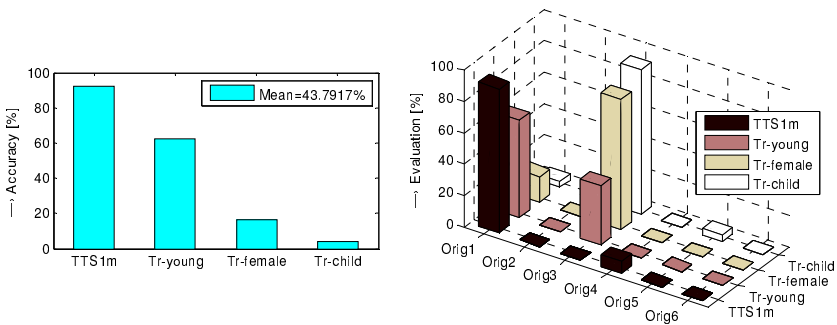 100
80
60
40
20
0
—› Accuracy [%]
Mean=43.7917%
TTS1m
Tr-young
Tr-female
Tr-child
100
80
60
40
20
0
—› Evaluation [%]
TTS1m
Tr-young
Tr-female
Tr-child
Orig1
Orig2
Orig3
Orig4
Orig5
Orig6
Tr-child
Tr-female
Tr-young
TTS1m